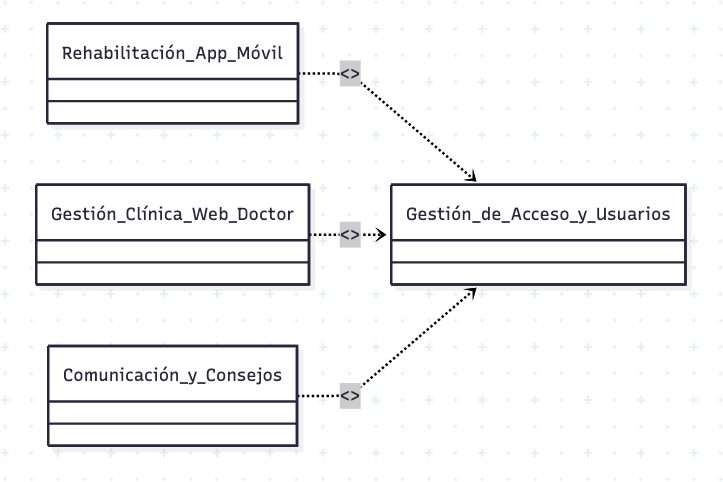 Rehabilitación_App_Móvil
<>
Gestión_Clínica_Web_Doctor
<>
Gestión_de_Acceso_y_Usuarios
Comunicación_y_Consejos
<>